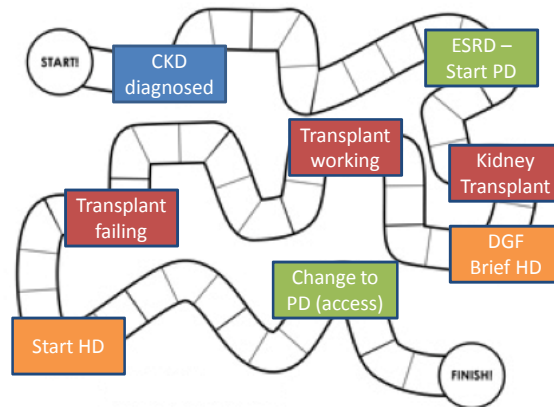 START!
CKD
diagnosed
ESRD –
Start PD
Kidney
Transplant
DGF
Brief HD
Transplant
working
Transplant
failing
Start HD
Change to
PD (access)
FINISH!